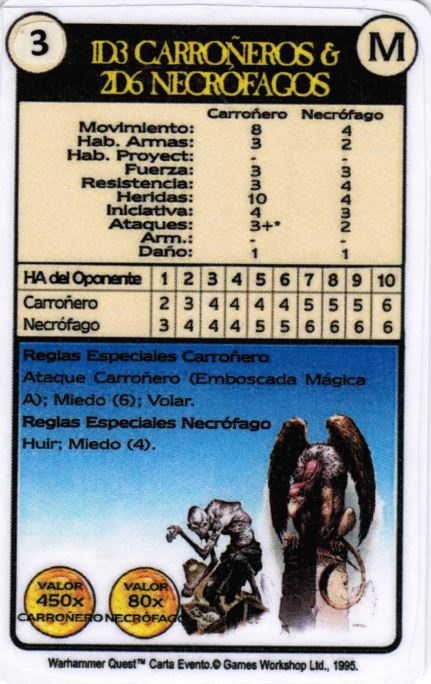 3
M
1D3 CARROÑEROS &
2D6 NECRÓFAGOS
Carroñero Necrófago
Movimiento: 8 4
Hab. Armas: 3 2
Hab. Proyect: - -
Fuerza: 3 3
Resistencia: 3 4
Heridas: 10 4
Iniciativa: 4 3
Ataques: 3+* 2
Arm.: - -
Daño: 1 1
HA del Oponente 1 2 3 4 5 6 7 8 9 10
Carroñero 2 3 4 4 4 4 5 5 5 6
Necrófago 3 4 4 4 5 5 6 6 6 6
Reglas Especiales Carroñero
Ataque Carroñero (Emboscada Mágica
A); Miedo (6); Volar.
Reglas Especiales Necrófago
Huir; Miedo (4).
VALOR
450x
CARROÑERO
VALOR
80x
NECRÓFAGO
Warhammer Quest™ Carta Evento.© Games Workshop Ltd., 1995.